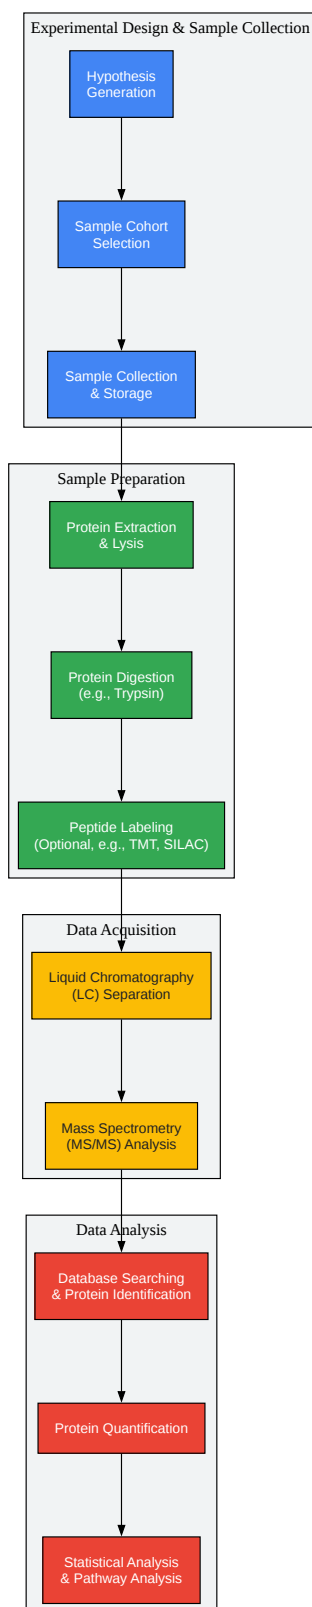 Experimental Design & Sample Collection
Hypothesis
Generation
Sample Cohort
Selection
Sample Collection
& Storage
Sample Preparation
Protein Extraction
& Lysis
Protein Digestion
(e.g., Trypsin)
Peptide Labeling
(Optional, e.g., TMT, SILAC)
Data Acquisition
Liquid Chromatography
(LC) Separation
Mass Spectrometry
(MS/MS) Analysis
Data Analysis
Database Searching
& Protein Identification
Protein Quantification
Statistical Analysis
& Pathway Analysis